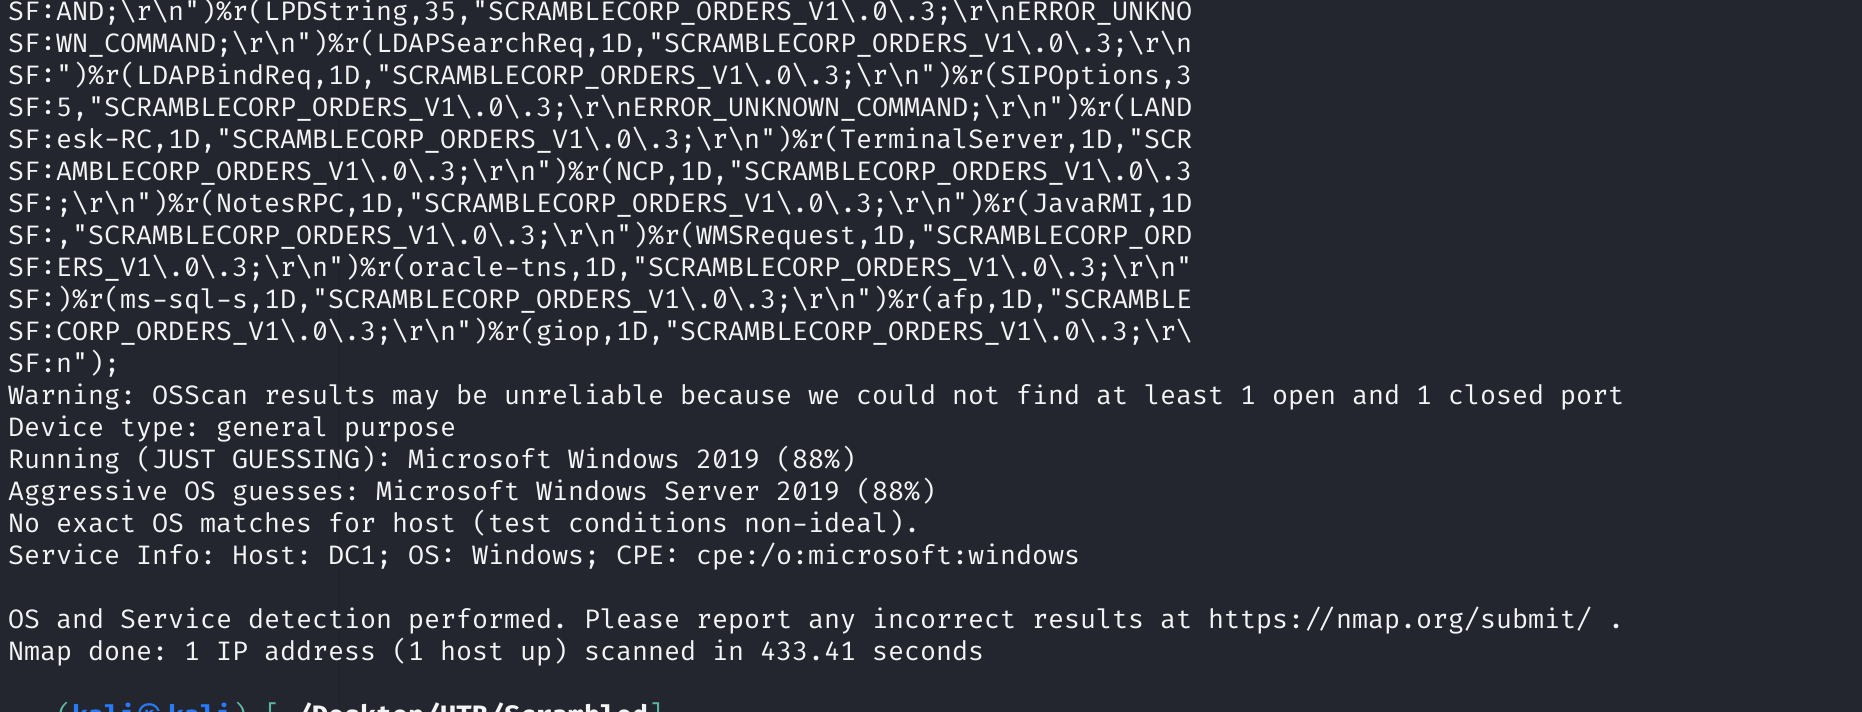 SF:AND;\r\n")%r(LPDString,35,"SCRAMBLECORP_ORDERS_V1\.0\.3;\r\nERROR_UNKNO
SF:WN_COMMAND;\r\n")%r(LDAPSearchReq,1D,"SCRAMBLECORP_ORDERS_V1\.0\.3;\r\n
SF:")%r(LDAPBindReq,1D,"SCRAMBLECORP_ORDERS_V1\.0\.3;\r\n")%r(SIPOptions,3
SF:5,"SCRAMBLECORP_ORDERS_V1\.0\.3;\r\nERROR_UNKNOWN_COMMAND;\r\n")%r(LAND
SF:esk-RC,1D,"SCRAMBLECORP_ORDERS_V1\.0\.3;\r\n")%r(TerminalServer,1D,"SCR
SF:AMBLECORP_ORDERS_V1\.0\.3;\r\n")%r(NCP,1D,"SCRAMBLECORP_ORDERS_V1\.0\.3
SF:;\r\n")%r(NotesRPC,1D,"SCRAMBLECORP_ORDERS_V1\.0\.3;\r\n")%r(JavaRMI,1D
SF:,"SCRAMBLECORP_ORDERS_V1\.0\.3;\r\n")%r(WMSRequest,1D,"SCRAMBLECORP_ORD
SF:ERS_V1\.0\.3;\r\n")%r(oracle-tns,1D,"SCRAMBLECORP_ORDERS_V1\.0\.3;\r\n"
SF:)%r(ms-sql-s,1D,"SCRAMBLECORP_ORDERS_V1\.0\.3;\r\n")%r(afp,1D,"SCRAMBLE
SF:CORP_ORDERS_V1\.0\.3;\r\n")%r(giop,1D,"SCRAMBLECORP_ORDERS_V1\.0\.3;\r\
SF:n");
Warning: OSScan results may be unreliable because we could not find at least 1 open and 1 closed port
Device type: general purpose
Running (JUST GUESSING): Microsoft Windows 2019 (88%)
Aggressive OS guesses: Microsoft Windows Server 2019 (88%)
No exact OS matches for host (test conditions non-ideal).
Service Info: Host: DC1; OS: Windows; CPE: cpe:/o:microsoft:windows
OS and Service detection performed. Please report any incorrect results at https://nmap.org/submit/ .
Nmap done: 1 IP address (1 host up) scanned in 433.41 seconds
(kali㉿kali)-[~/Desktop/HTB/Scrambled]